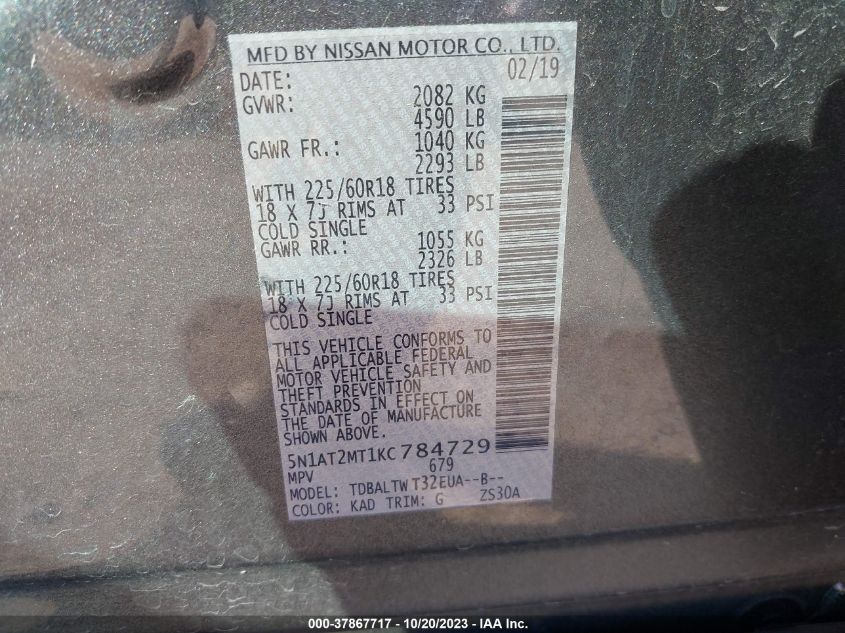 MFD BY NISSAN MOTOR CO., LTD.
DATE: 02/19
GVWR: 2082 KG
4590 LB
GAWR FR.: 1040 KG
2293 LB
WITH 225/60R18 TIRES
18 X 7J RIMS AT 33 PSI
COLD SINGLE
GAWR RR.: 1055 KG
2326 LB
WITH 225/60R18 TIRES
18 X 7J RIMS AT 33 PSI
COLD SINGLE
THIS VEHICLE CONFORMS TO
ALL APPLICABLE FEDERAL
MOTOR VEHICLE SAFETY AND
THEFT PREVENTION
STANDARDS IN EFFECT ON
THE DATE OF MANUFACTURE
SHOWN ABOVE.
5N1AT2MT1KC784729
MPV 679
MODEL: TDBALTWT32EUA--B--
COLOR: KAD TRIM: G ZS30A
000-37867717 - 10/20/2023 - IAA Inc.